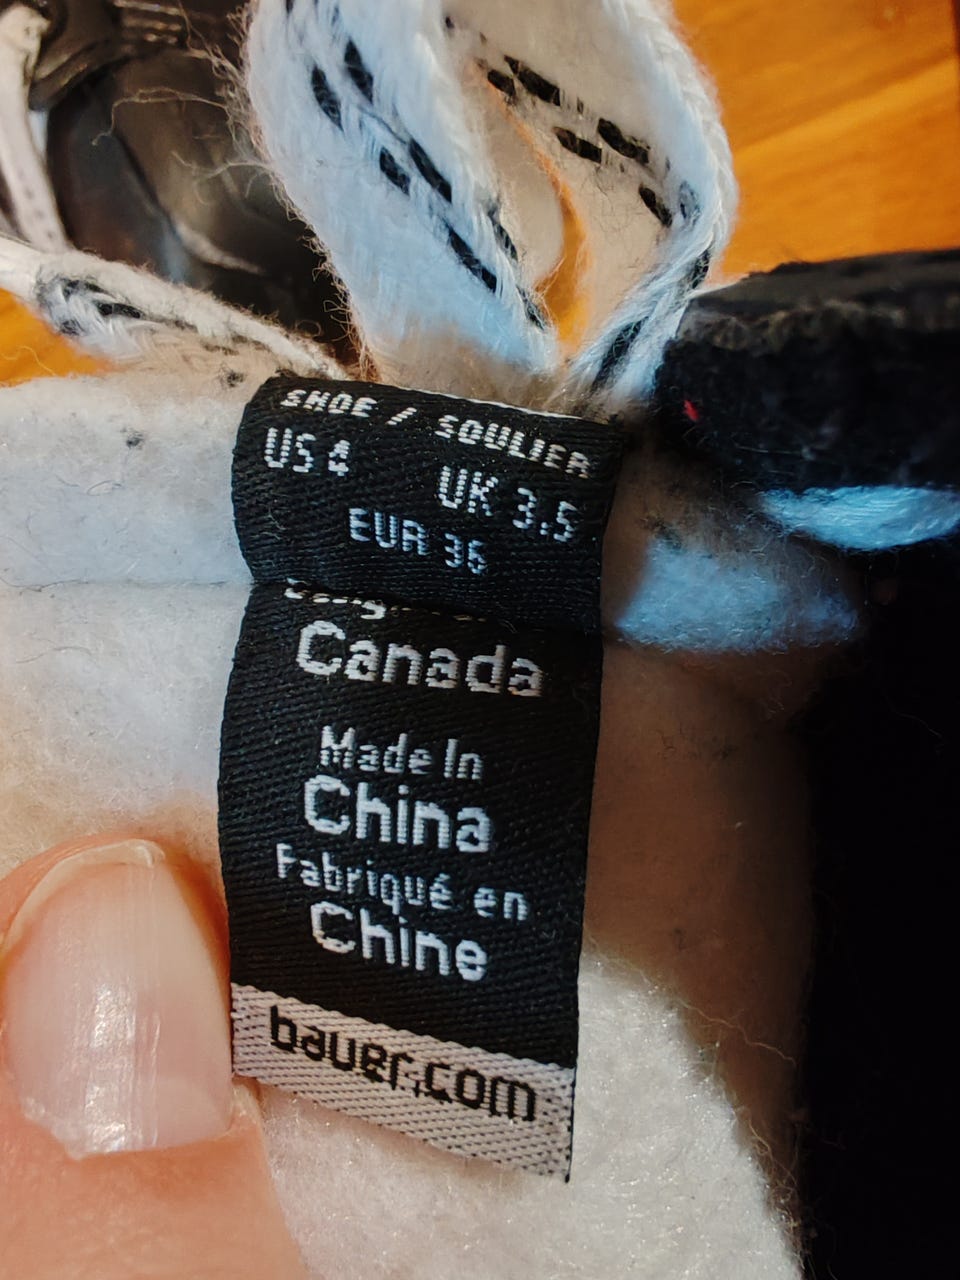 SHOE / SOULIER
US 4
UK 3.5
EUR 36
Canada
Made In
China
Fabriqué en
Chine
bauer.com